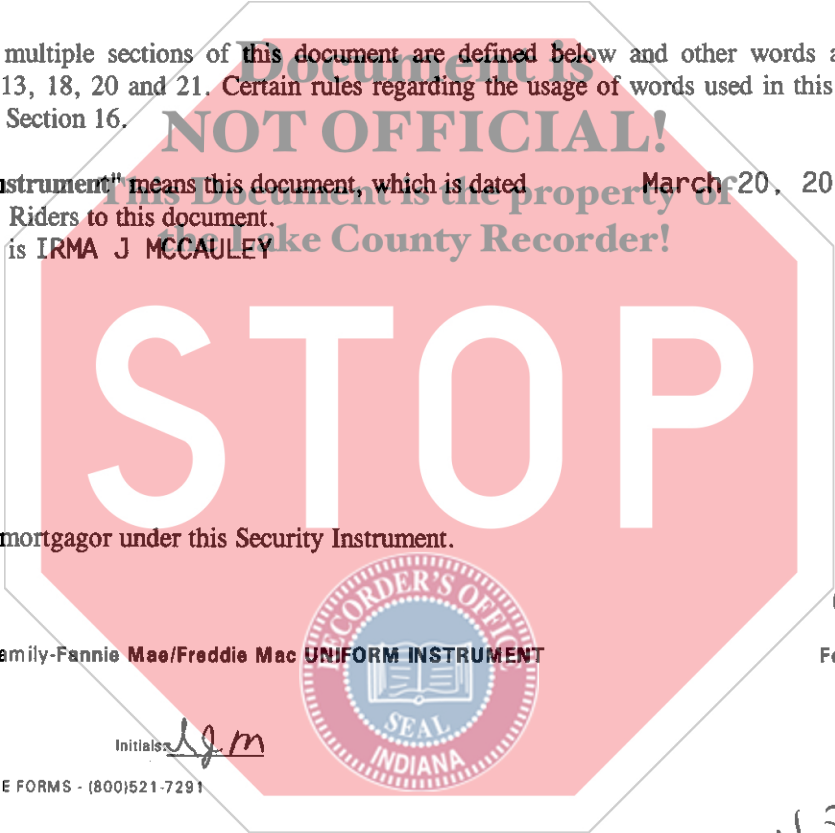 Document is
multiple sections of this document are defined below and other words a
13, 18, 20 and 21. Certain rules regarding the usage of words used in this
Section 16.
NOT OFFICIAL!
strument" means this document, which is dated March 20, 20
This Document is the property of
Riders to this document.
is IRMA J MCCAULEY
the Lake County Recorder!
STOP
mortgagor under this Security Instrument.
RECORDER'S OFFICE
SEAL
INDIANA
amily-Fannie Mae/Freddie Mac UNIFORM INSTRUMENT
Fo
Initials: IJM
E FORMS - (800)521-7291